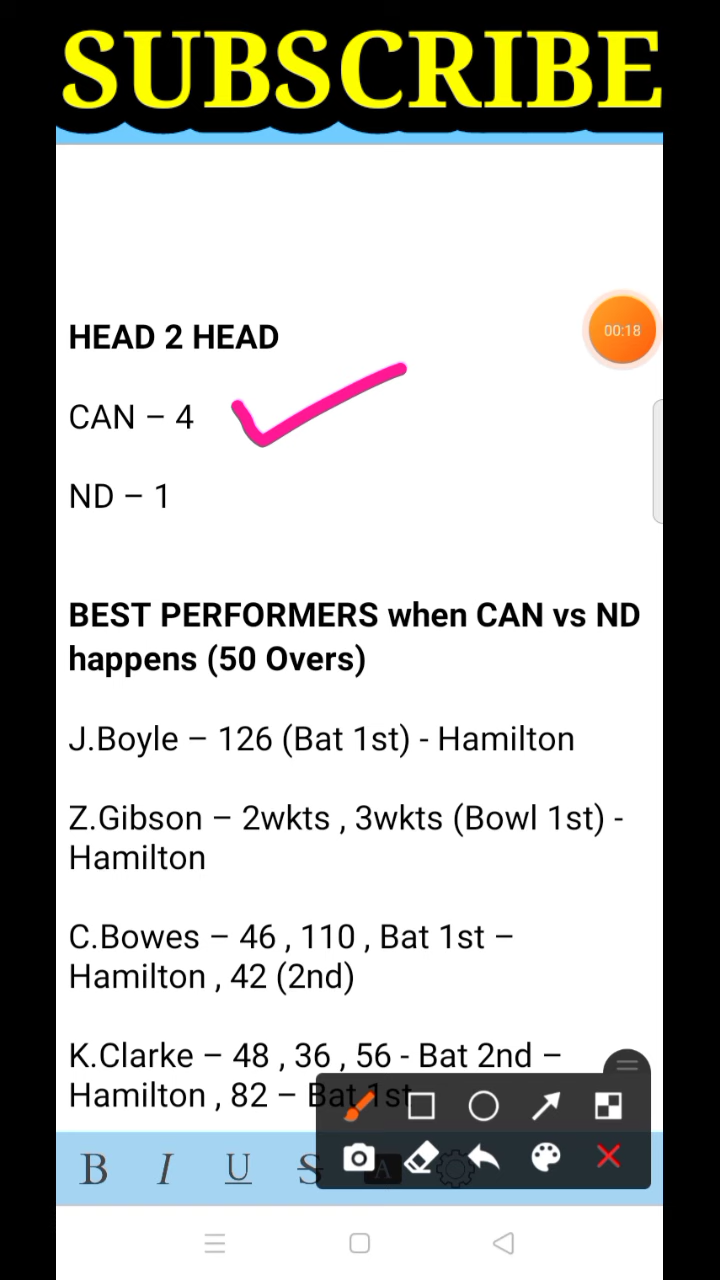 SUBSCRIBE
HEAD 2 HEAD
00:18
CAN – 4
ND – 1
BEST PERFORMERS when CAN vs ND
happens (50 Overs)
J.Boyle – 126 (Bat 1st) - Hamilton
Z.Gibson – 2wkts , 3wkts (Bowl 1st) -
Hamilton
C.Bowes – 46 , 110 , Bat 1st –
Hamilton , 42 (2nd)
K.Clarke – 48 , 36 , 56 - Bat 2nd –
Hamilton , 82 – Bat 1st
B I U S A